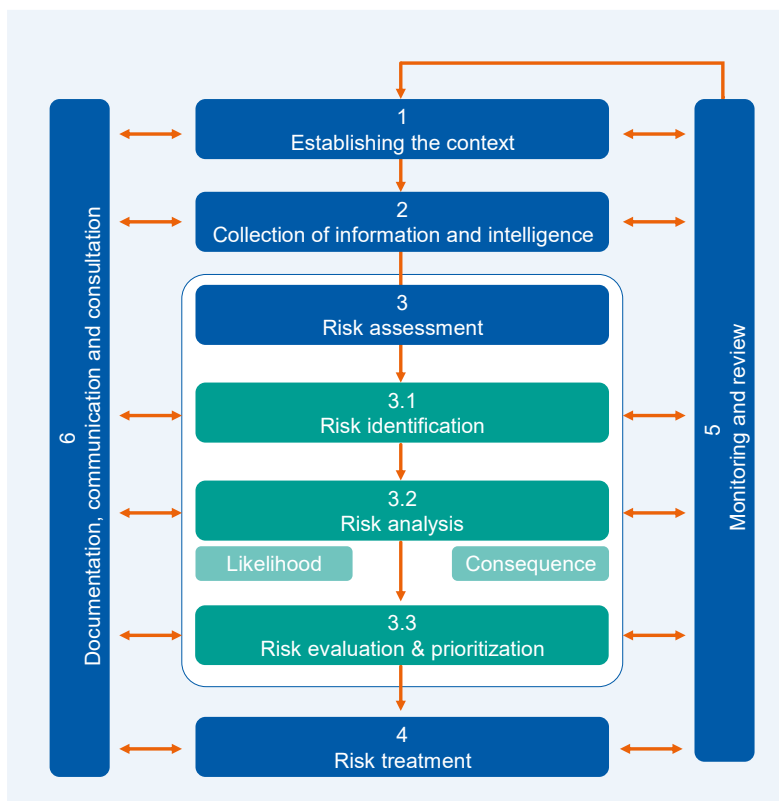 1
Establishing the context
2
Collection of information and intelligence
3
Risk assessment
3.1
Risk identification
3.2
Risk analysis
Likelihood
Consequence
3.3
Risk evaluation & prioritization
4
Risk treatment
5
Monitoring and review
6
Documentation, communication and consultation